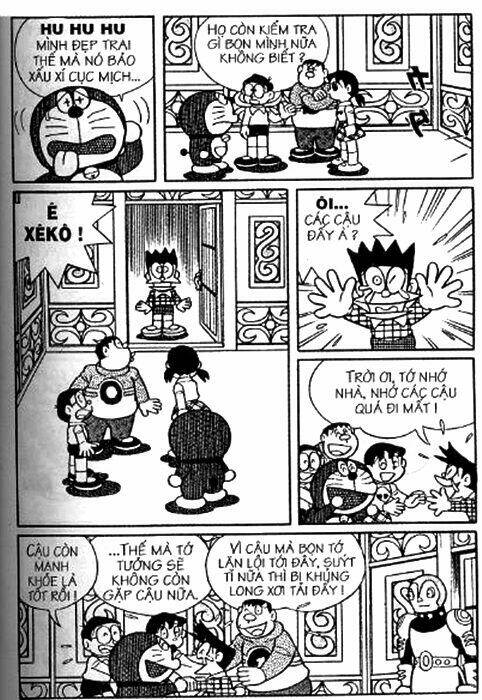 HU HU HU
MÌNH ĐẸP TRAI
THẾ MÀ NÓ BẢO
XẤU XÍ CỤC MỊCH...
HỌ CÒN KIỂM TRA
GÌ BỌN MÌNH NỮA
KHÔNG BIẾT?
Ê
XÊKÔ!
ÔI...
CÁC CẬU
ĐẤY À?
TRỜI ƠI, TỚ NHỚ
NHÀ, NHỚ CÁC CẬU
QUÁ ĐI MẤT!
CẬU CÒN
MẠNH
KHỎE LÀ
TỐT RỒI!
...THẾ MÀ TỚ
TƯỞNG SẼ
KHÔNG CÒN
GẶP CẬU NỮA.
VÌ CẬU MÀ BỌN TỚ
LẶN LỘI TỚI ĐÂY, SUÝT
TÍ NỮA THÌ BỊ KHỦNG
LONG XƠI TÁI ĐẤY!